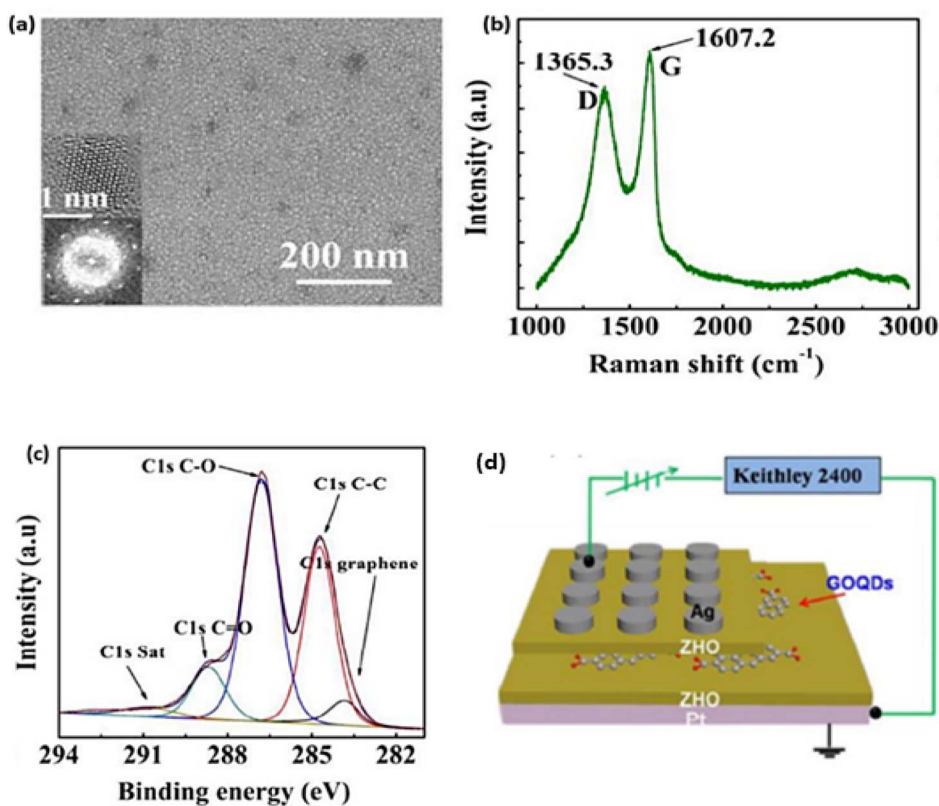 (a)
1 nm
200 nm
(b)
1365.3
1607.2
D
G
Intensity (a.u)
1000 1500 2000 2500 3000
Raman shift (cm⁻¹)
(c)
C1s C-O
C1s C-C
C1s graphene
C1s C=O
C1s Sat
Intensity (a.u)
294 291 288 285 282
Binding energy (eV)
(d)
Keithley 2400
GOQDs
Ag
ZHO
ZHO
Pt